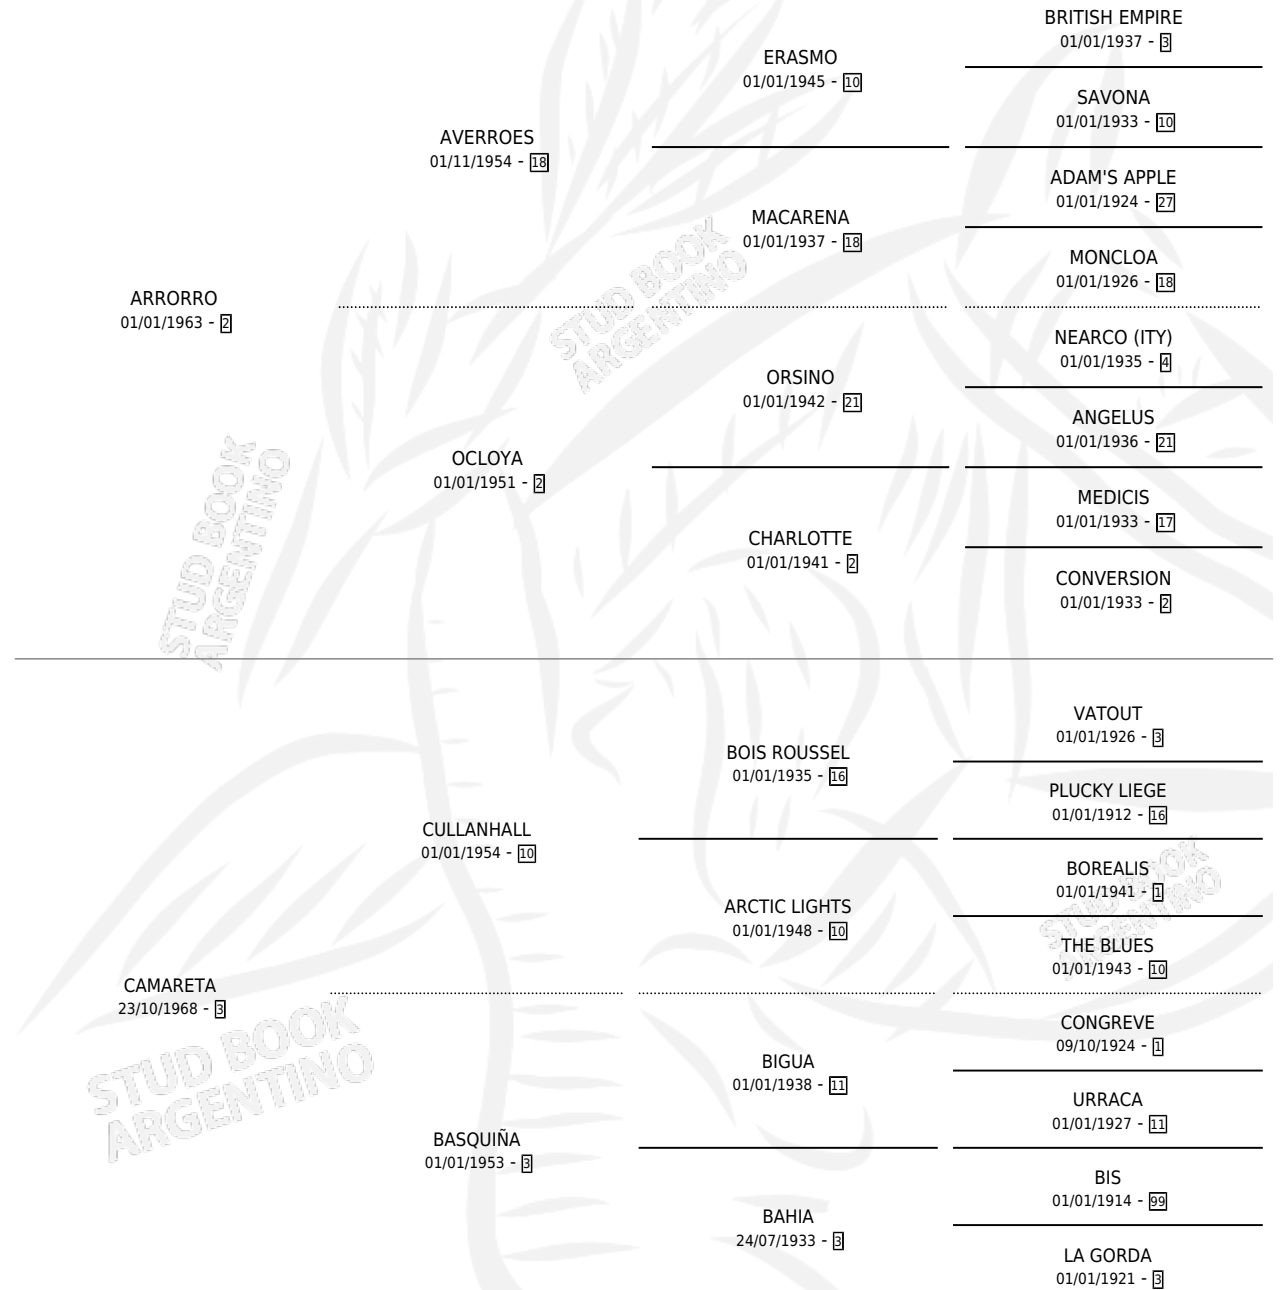 BRITISH EMPIRE
01/01/1937 - 3
ERASMO
01/01/1945 - 10
SAVONA
01/01/1933 - 10
AVERROES
01/11/1954 - 18
ADAM'S APPLE
01/01/1924 - 27
MACARENA
01/01/1937 - 18
MONCLOA
01/01/1926 - 18
ARRORRO
01/01/1963 - 2
NEARCO (ITY)
01/01/1935 - 4
ORSINO
01/01/1942 - 21
ANGELUS
01/01/1936 - 21
OCLOYA
01/01/1951 - 2
MEDICIS
01/01/1933 - 17
CHARLOTTE
01/01/1941 - 2
CONVERSION
01/01/1933 - 2
VATOUT
01/01/1926 - 3
BOIS ROUSSEL
01/01/1935 - 16
PLUCKY LIEGE
01/01/1912 - 16
CULLANHALL
01/01/1954 - 10
BOREALIS
01/01/1941 - 1
ARCTIC LIGHTS
01/01/1948 - 10
THE BLUES
01/01/1943 - 10
CAMARETA
23/10/1968 - 3
CONGREVE
09/10/1924 - 1
BIGUA
01/01/1938 - 11
URRACA
01/01/1927 - 11
BASQUIÑA
01/01/1953 - 3
BIS
01/01/1914 - 99
BAHIA
24/07/1933 - 3
LA GORDA
01/01/1921 - 3
STUD BOOK
ARGENTINO
STUD BOOK
ARGENTINO
STUD BOOK
ARGENTINO
STUD BOOK
ARGENTINO